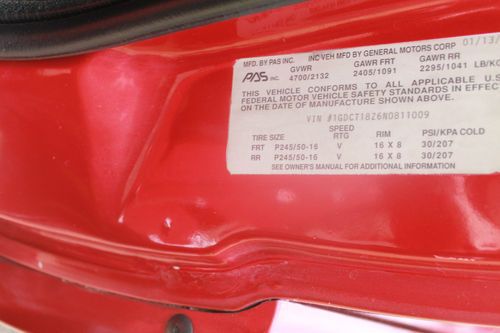 MFD. BY PAS INC. INC VEH MFD BY GENERAL MOTORS CORP 01/13/
PAS INC. GVWR GAWR FRT GAWR RR
4700/2132 2405/1091 2295/1041 LB/KG
THIS VEHICLE CONFORMS TO ALL APPLICABLE U.S
FEDERAL MOTOR VEHICLE SAFETY STANDARDS IN EFFEC
ON THE DATE OF MANUFACTURE SHOWN ABOVE.
VIN #1GDCT18Z6N0811009
TIRE SIZE SPEED RTG RIM PSI/KPA COLD
FRT P245/50-16 V 16 X 8 30/207
RR P245/50-16 V 16 X 8 30/207
SEE OWNER'S MANUAL FOR ADDITIONAL INFORMATION